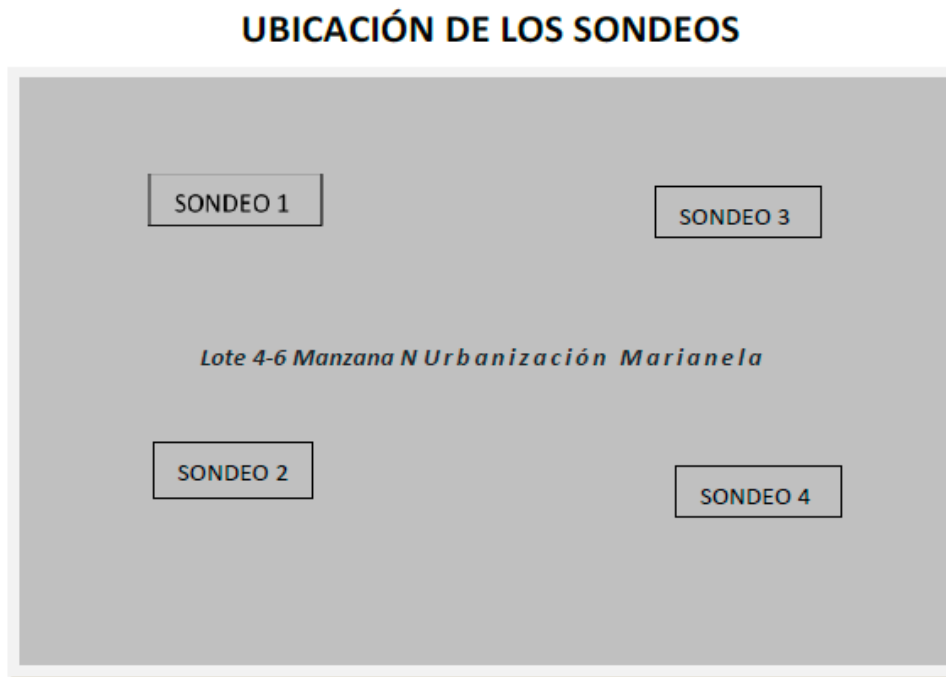 UBICACIÓN DE LOS SONDEOS
SONDEO 1
SONDEO 3
Lote 4-6 Manzana N Urbanización Marianela
SONDEO 2
SONDEO 4